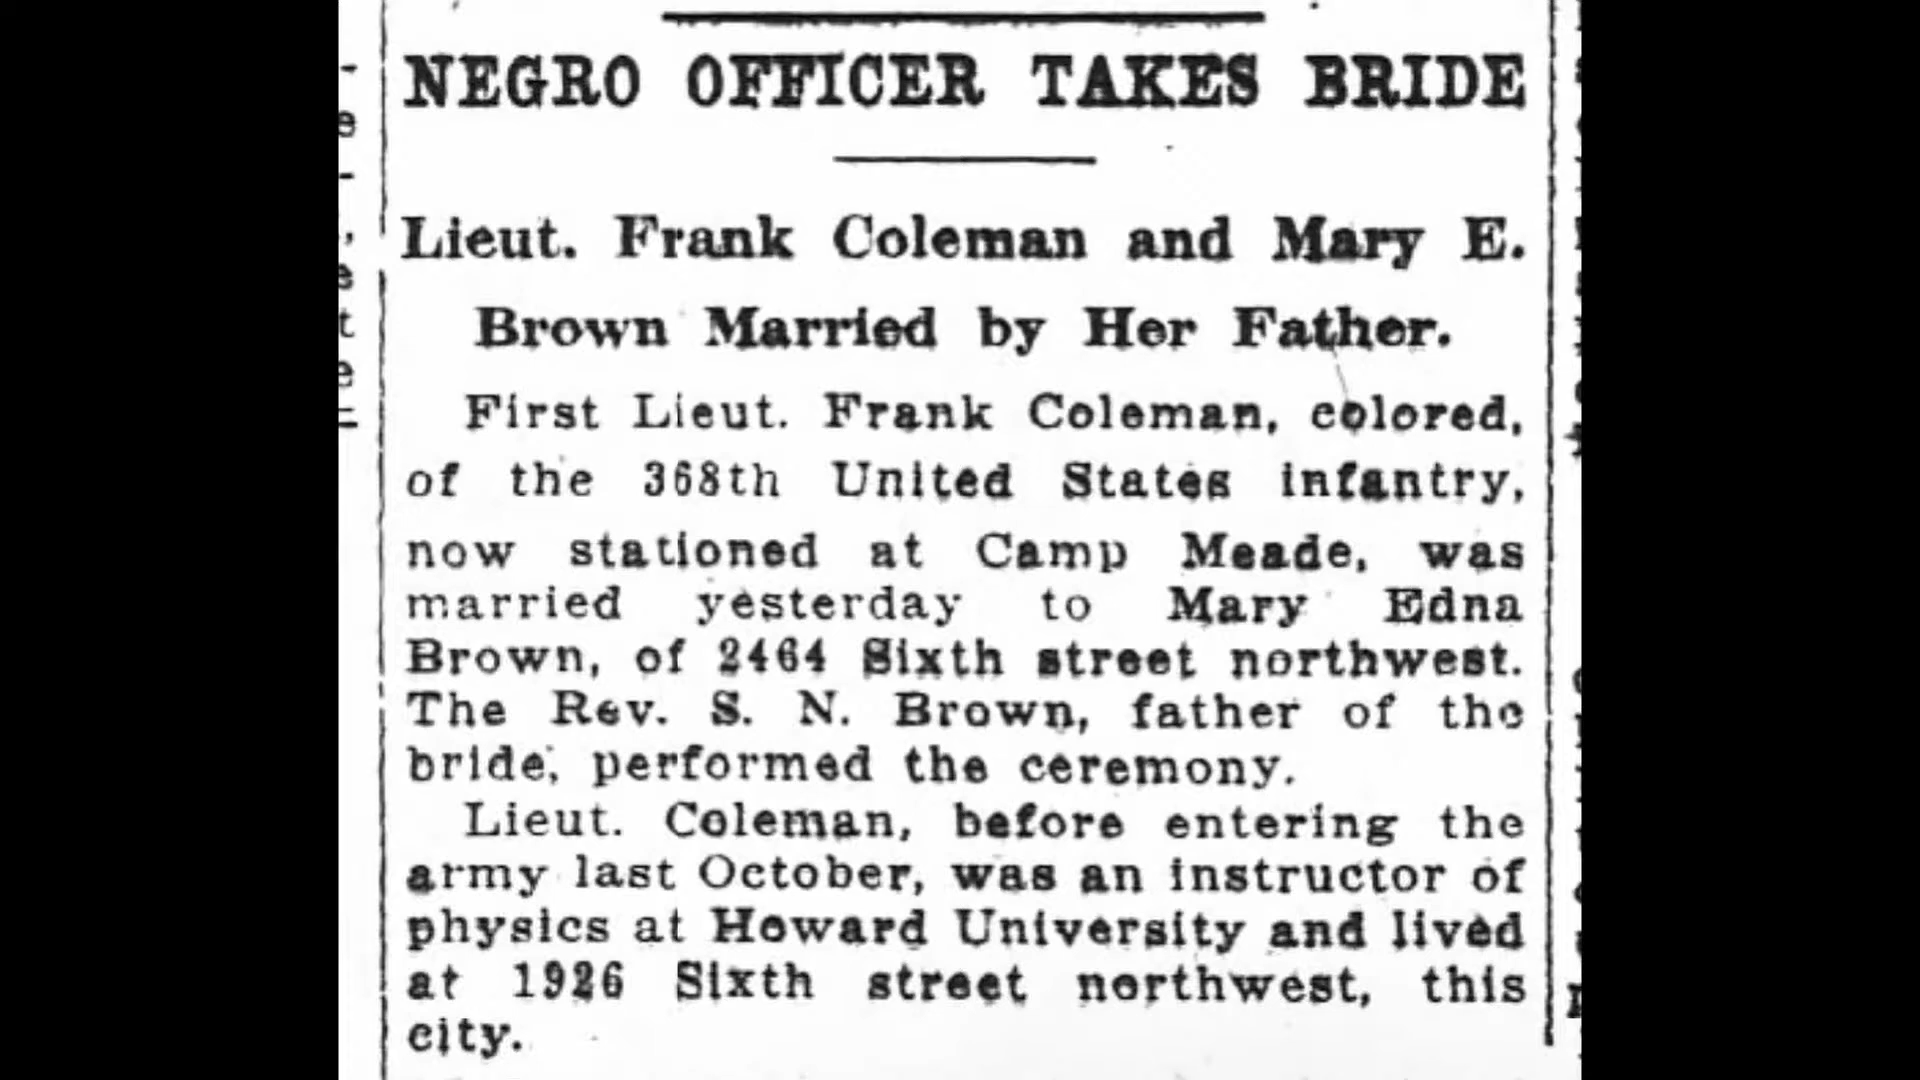 NEGRO OFFICER TAKES BRIDE
Lieut. Frank Coleman and Mary E.
Brown Married by Her Father.
First Lieut. Frank Coleman, colored,
of the 368th United States infantry,
now stationed at Camp Meade, was
married yesterday to Mary Edna
Brown, of 2464 Sixth street northwest.
The Rev. S. N. Brown, father of the
bride, performed the ceremony.
Lieut. Coleman, before entering the
army last October, was an instructor of
physics at Howard University and lived
at 1926 Sixth street northwest, this
city.